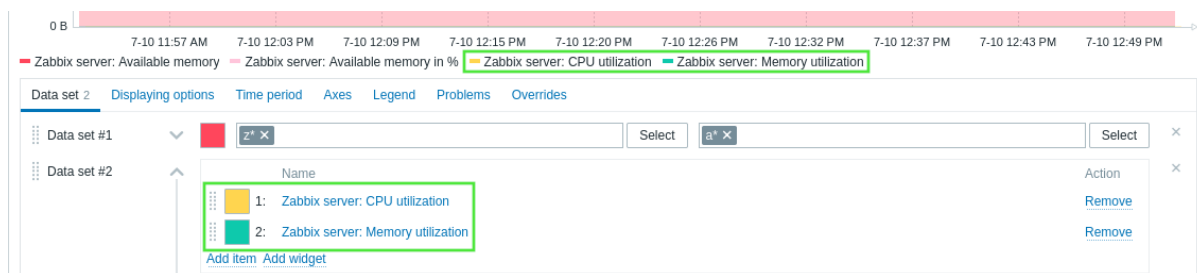 0 B
7-10 11:57 AM 7-10 12:03 PM 7-10 12:09 PM 7-10 12:15 PM 7-10 12:20 PM 7-10 12:26 PM 7-10 12:32 PM 7-10 12:37 PM 7-10 12:43 PM 7-10 12:49 PM
Zabbix server: Available memory Zabbix server: Available memory in % Zabbix server: CPU utilization Zabbix server: Memory utilization
Data set 2 Displaying options Time period Axes Legend Problems Overrides
Data set #1 z* × Select a* × Select ×
Data set #2 Name Action ×
1: Zabbix server: CPU utilization Remove
2: Zabbix server: Memory utilization Remove
Add item Add widget